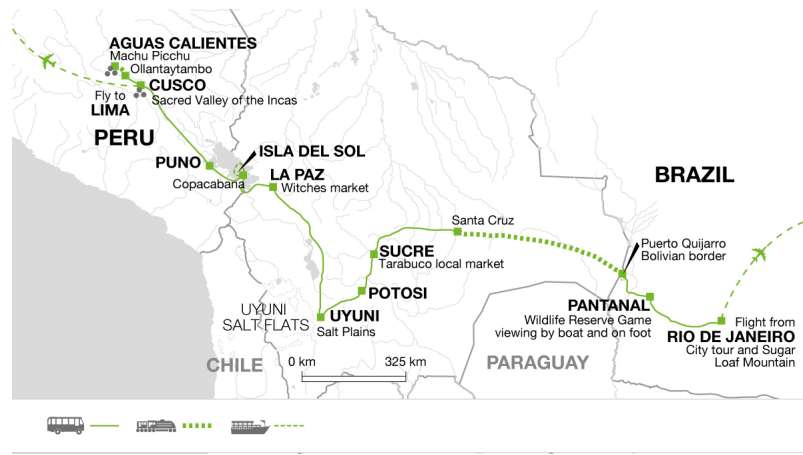 AGUAS CALIENTES
Machu Picchu
Ollantaytambo
CUSCO
Sacred Valley of the Incas
Fly to
LIMA
PERU
ISLA DEL SOL
PUNO
Copacabana
LA PAZ
Witches market
BRAZIL
Santa Cruz
Puerto Quijarro
Bolivian border
SUCRE
Tarabuco local market
POTOSI
UYUNI
Salt Plains
UYUNI
SALT FLATS
PANTANAL
Wildlife Reserve Game
viewing by boat and on foot
Flight from
RIO DE JANEIRO
City tour and Sugar
Loaf Mountain
CHILE
0 km 325 km
PARAGUAY